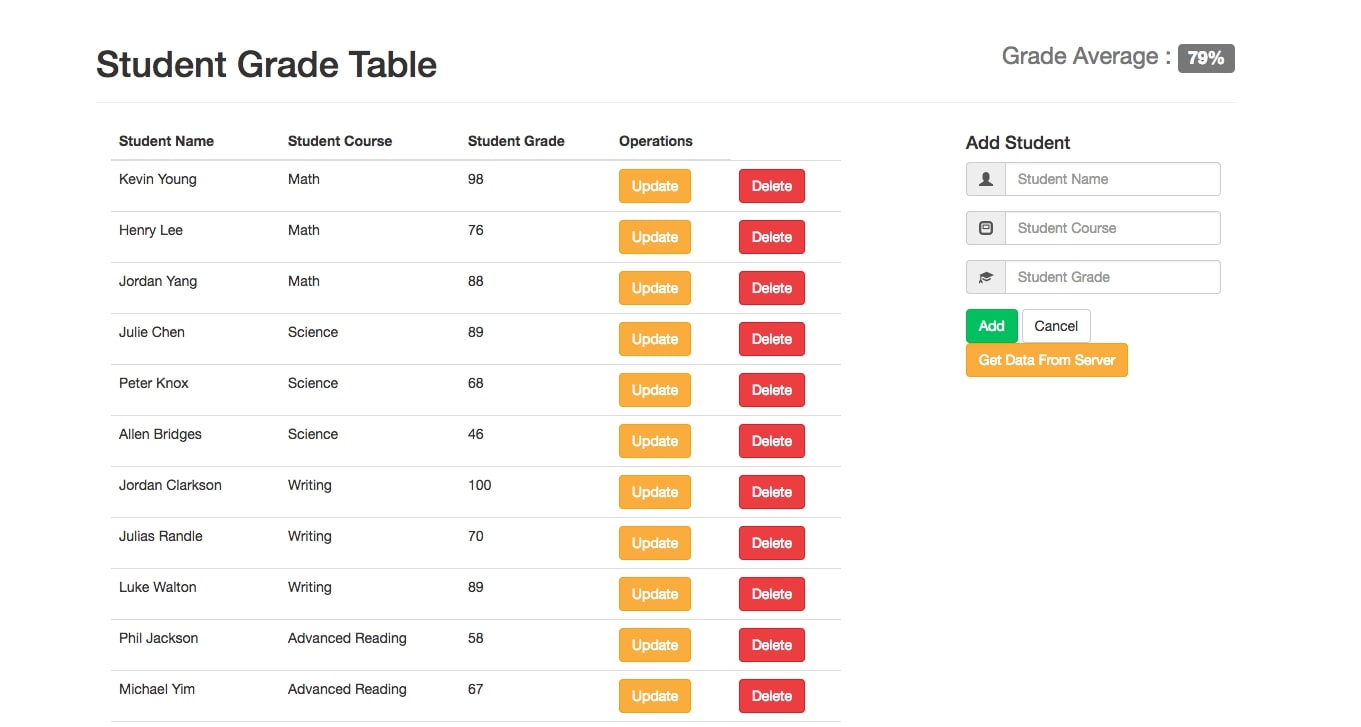 Student Grade Table
Grade Average : 79%
Student Name Student Course Student Grade Operations
Kevin Young Math 98 Update Delete
Henry Lee Math 76 Update Delete
Jordan Yang Math 88 Update Delete
Julie Chen Science 89 Update Delete
Peter Knox Science 68 Update Delete
Allen Bridges Science 46 Update Delete
Jordan Clarkson Writing 100 Update Delete
Julias Randle Writing 70 Update Delete
Luke Walton Writing 89 Update Delete
Phil Jackson Advanced Reading 58 Update Delete
Michael Yim Advanced Reading 67 Update Delete
Add Student
Student Name
Student Course
Student Grade
Add Cancel
Get Data From Server